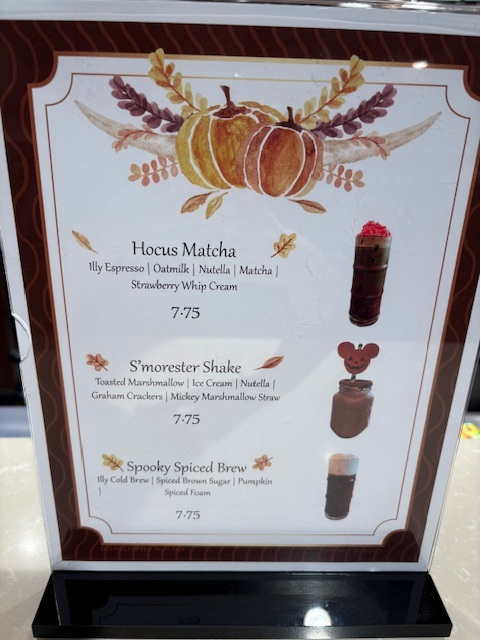 Hocus Matcha
Illy Espresso | Oatmilk | Nutella | Matcha |
Strawberry Whip Cream
7.75
S'morester Shake
Toasted Marshmallow | Ice Cream | Nutella |
Graham Crackers | Mickey Marshmallow Straw
7.75
Spooky Spiced Brew
Illy Cold Brew | Spiced Brown Sugar | Pumpkin
| Spiced Foam
7.75